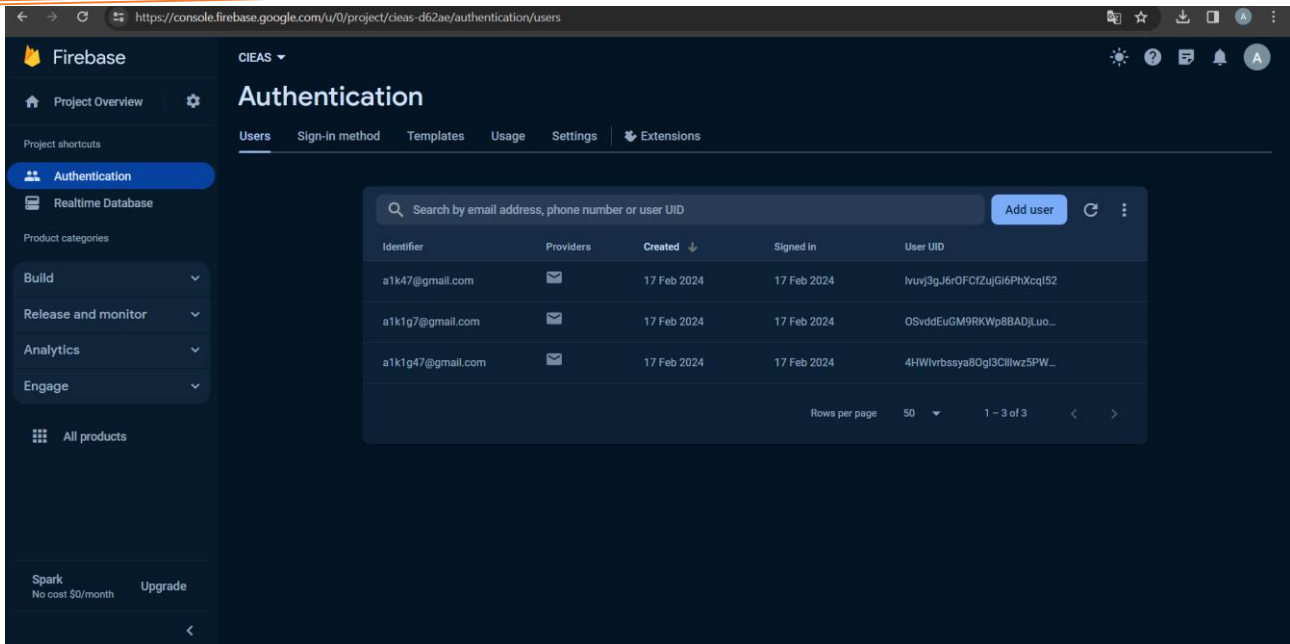 https://console.firebase.google.com/u/0/project/cieas-d62ae/authentication/users
A
Firebase
CIEAS
A
Project Overview
Authentication
Users Sign-in method Templates Usage Settings Extensions
Project shortcuts
Authentication
Realtime Database
Product categories
Build
Release and monitor
Analytics
Engage
All products
Spark
No cost $0/month
Upgrade
Search by email address, phone number or user UID
Add user
Identifier Providers Created Signed in User UID
a1k47@gmail.com 17 Feb 2024 17 Feb 2024
a1k1g7@gmail.com 17 Feb 2024 17 Feb 2024
a1k1g47@gmail.com 17 Feb 2024 17 Feb 2024
Rows per page 50 1 – 3 of 3